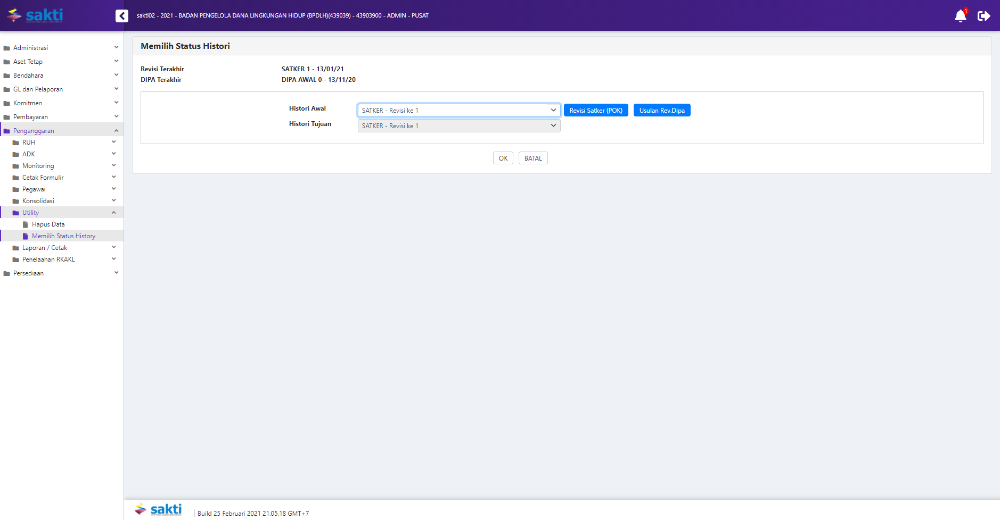 sakti
sakti02 - 2021 - BADAN PENGELOLA DANA LINGKUNGAN HIDUP (BPDLH)(439039) - 43903900 - ADMIN - PUSAT
1
Administrasi
Aset Tetap
Bendahara
GL dan Pelaporan
Komitmen
Pembayaran
Penganggaran
RUH
ADK
Monitoring
Cetak Formulir
Pegawai
Konsolidasi
Utility
Hapus Data
Memilih Status History
Laporan / Cetak
Penelaahan RKAKL
Persediaan
Memilih Status Histori
Revisi Terakhir SATKER 1 - 13/01/21
DIPA Terakhir DIPA AWAL 0 - 13/11/20
Histori Awal SATKER - Revisi ke 1 Revisi Satker (POK) Usulan Rev.Dipa
Histori Tujuan SATKER - Revisi ke 1
OK BATAL
sakti Build 25 Februari 2021 21.05.18 GMT+7